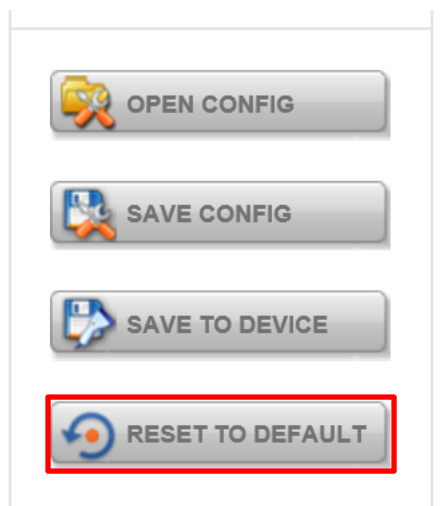 OPEN CONFIG
SAVE CONFIG
SAVE TO DEVICE
RESET TO DEFAULT